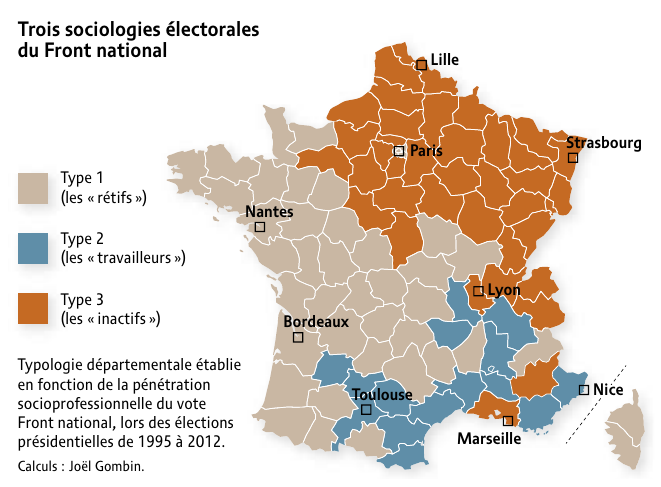 Trois sociologies électorales
du Front national
Lille
Strasbourg
Paris
Type 1
(les « rétifs »)
Nantes
Type 2
(les « travailleurs »)
Lyon
Type 3
(les « inactifs »)
Bordeaux
Typologie départementale établie
en fonction de la pénétration
socioprofessionnelle du vote
Front national, lors des élections
présidentielles de 1995 à 2012.
Calculs : Joël Gombin.
Toulouse
Nice
Marseille